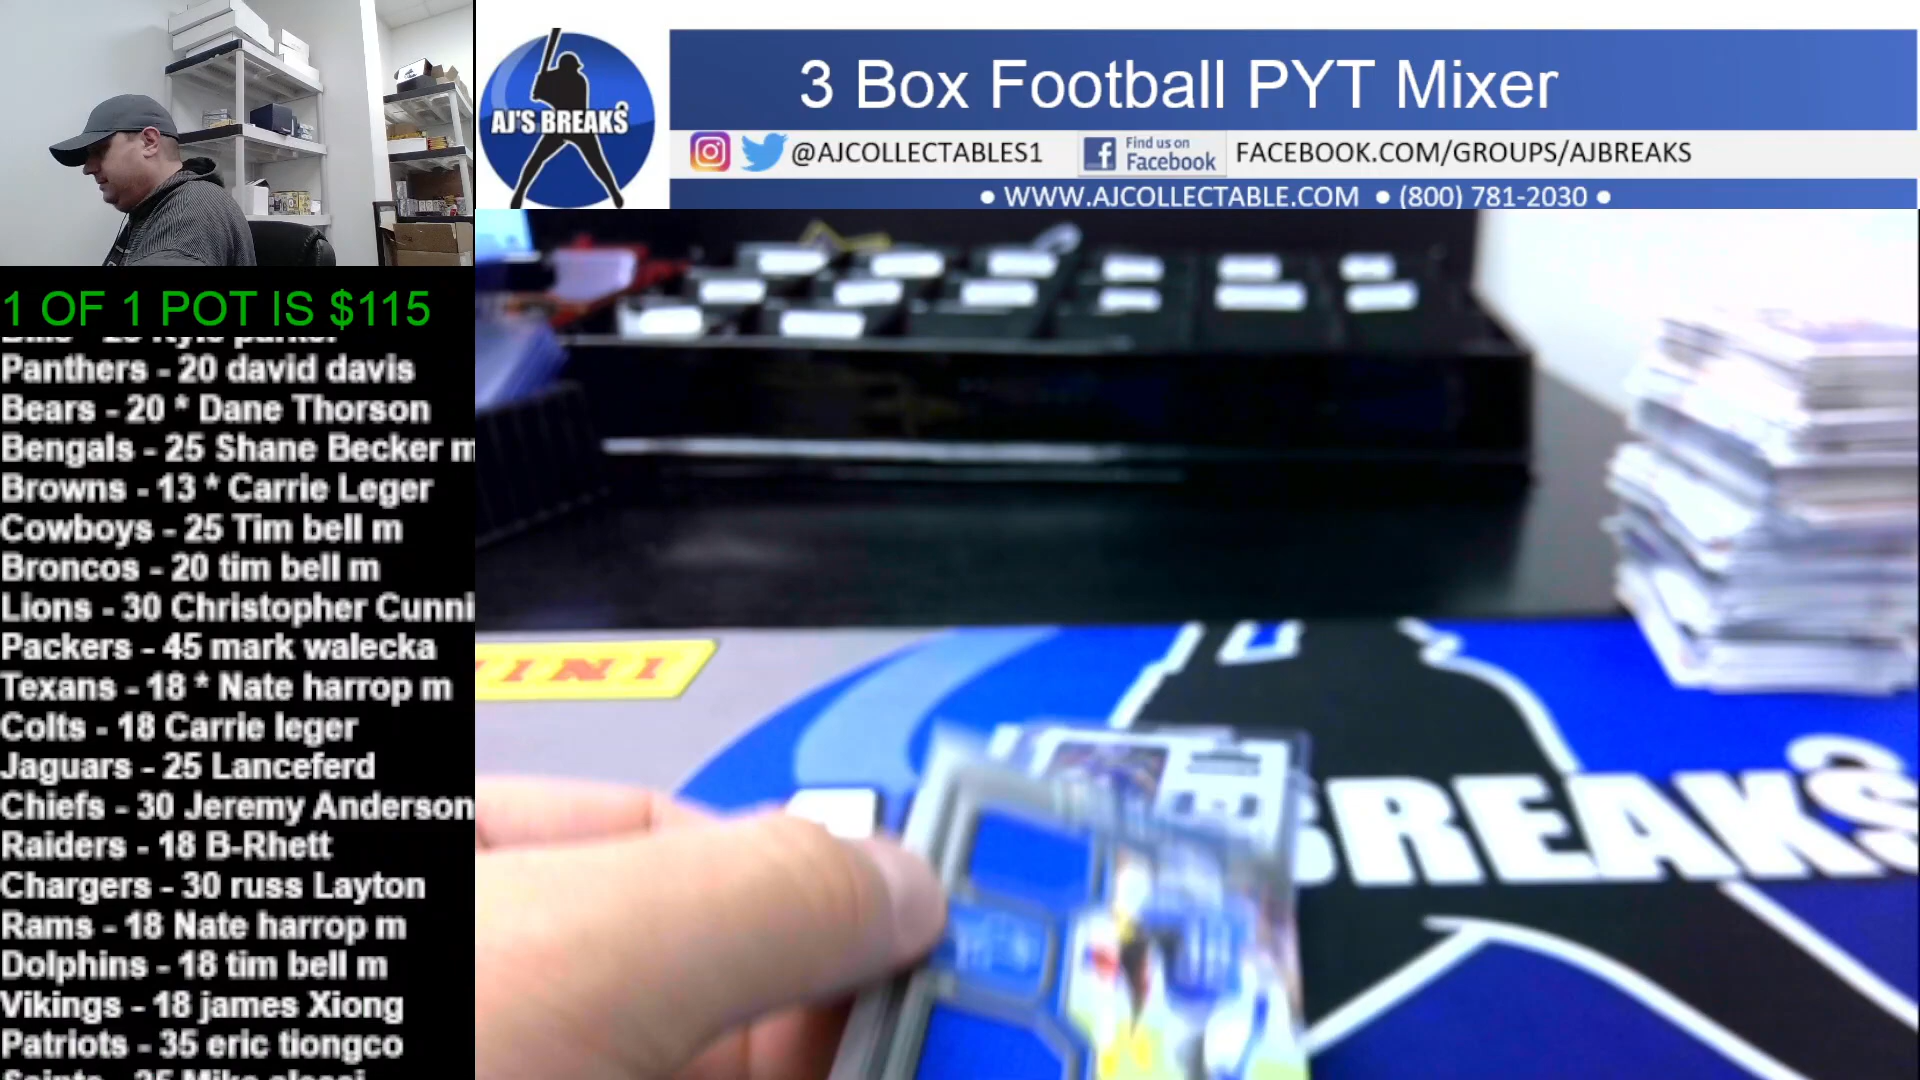 AJ'S BREAKS
3 Box Football PYT Mixer
@AJCOLLECTABLES1
Find us on
Facebook
FACEBOOK.COM/GROUPS/AJBREAKS
● WWW.AJCOLLECTABLE.COM ● (800) 781-2030 ●
1 OF 1 POT IS $115
Panthers - 20 david davis
Bears - 20 * Dane Thorson
Bengals - 25 Shane Becker m
Browns - 13 * Carrie Leger
Cowboys - 25 Tim bell m
Broncos - 20 tim bell m
Lions - 30 Christopher Cunni
Packers - 45 mark walecka
Texans - 18 * Nate harrop m
Colts - 18 Carrie leger
Jaguars - 25 Lanceferd
Chiefs - 30 Jeremy Anderson
Raiders - 18 B-Rhett
Chargers - 30 russ Layton
Rams - 18 Nate harrop m
Dolphins - 18 tim bell m
Vikings - 18 james Xiong
Patriots - 35 eric tiongco
INI
BREAKS